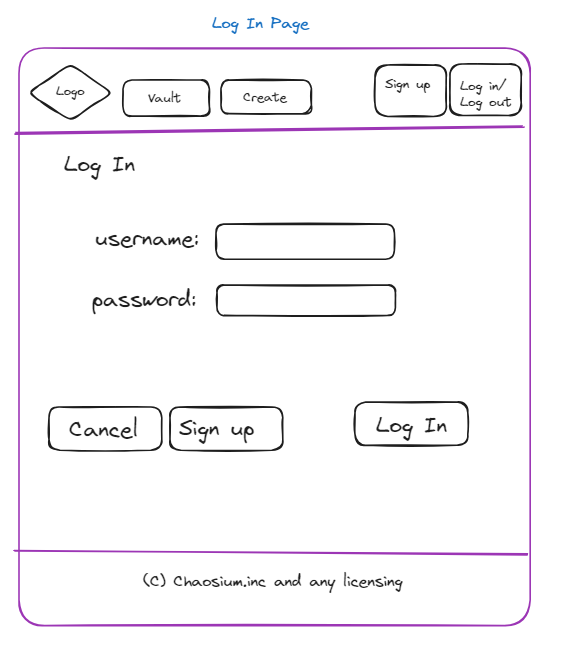 Log In Page
Logo
Vault
Create
Sign up
Log in/
Log out
Log In
username:
password:
Cancel
Sign up
Log In
(C) Chaosium.inc and any licensing